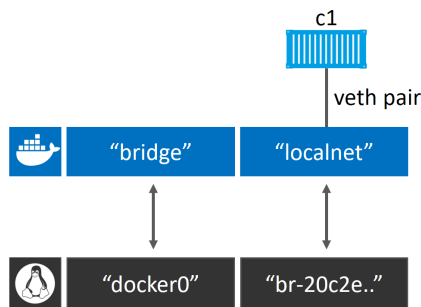 c1
veth pair
“bridge”
“localnet”
“docker0”
“br-20c2e..”